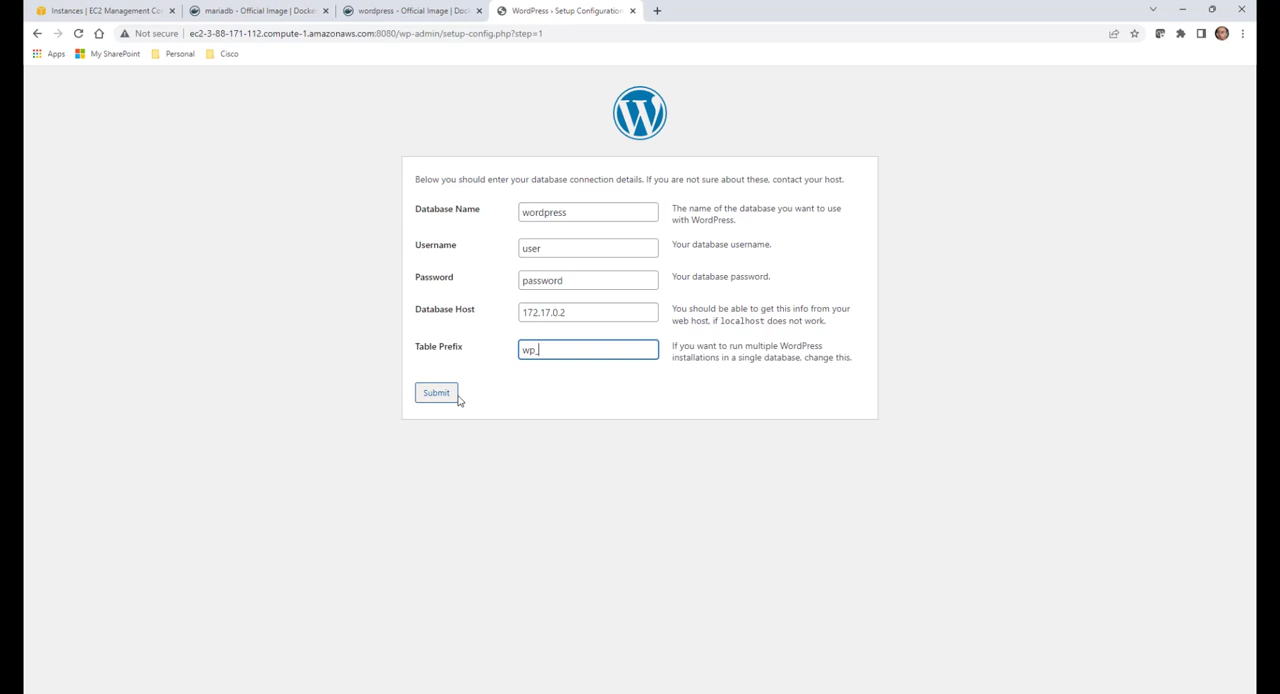 Instances | EC2 Management Co
mariadb - Official Image | Docke
wordpress - Official Image | Doc
WordPress › Setup Configuration
Not secure
ec2-3-88-171-112.compute-1.amazonaws.com:8080/wp-admin/setup-config.php?step=1
Apps
My SharePoint
Personal
Cisco
W
Below you should enter your database connection details. If you are not sure about these, contact your host.
Database Name
wordpress
The name of the database you want to use
with WordPress.
Username
user
Your database username.
Password
password
Your database password.
Database Host
172.17.0.2
You should be able to get this info from your
web host, if localhost does not work.
Table Prefix
wp_
If you want to run multiple WordPress
installations in a single database, change this.
Submit